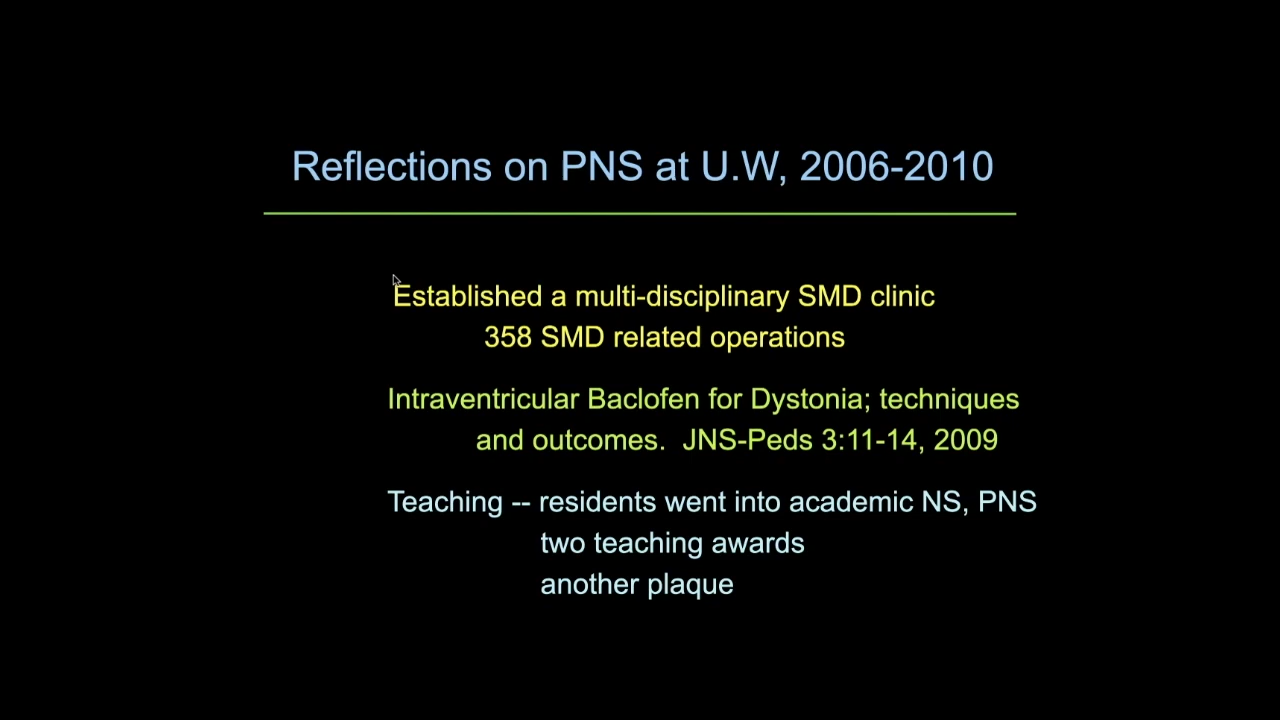 Reflections on PNS at U.W, 2006-2010
Established a multi-disciplinary SMD clinic
358 SMD related operations
Intraventricular Baclofen for Dystonia; techniques
and outcomes. JNS-Peds 3:11-14, 2009
Teaching -- residents went into academic NS, PNS
two teaching awards
another plaque